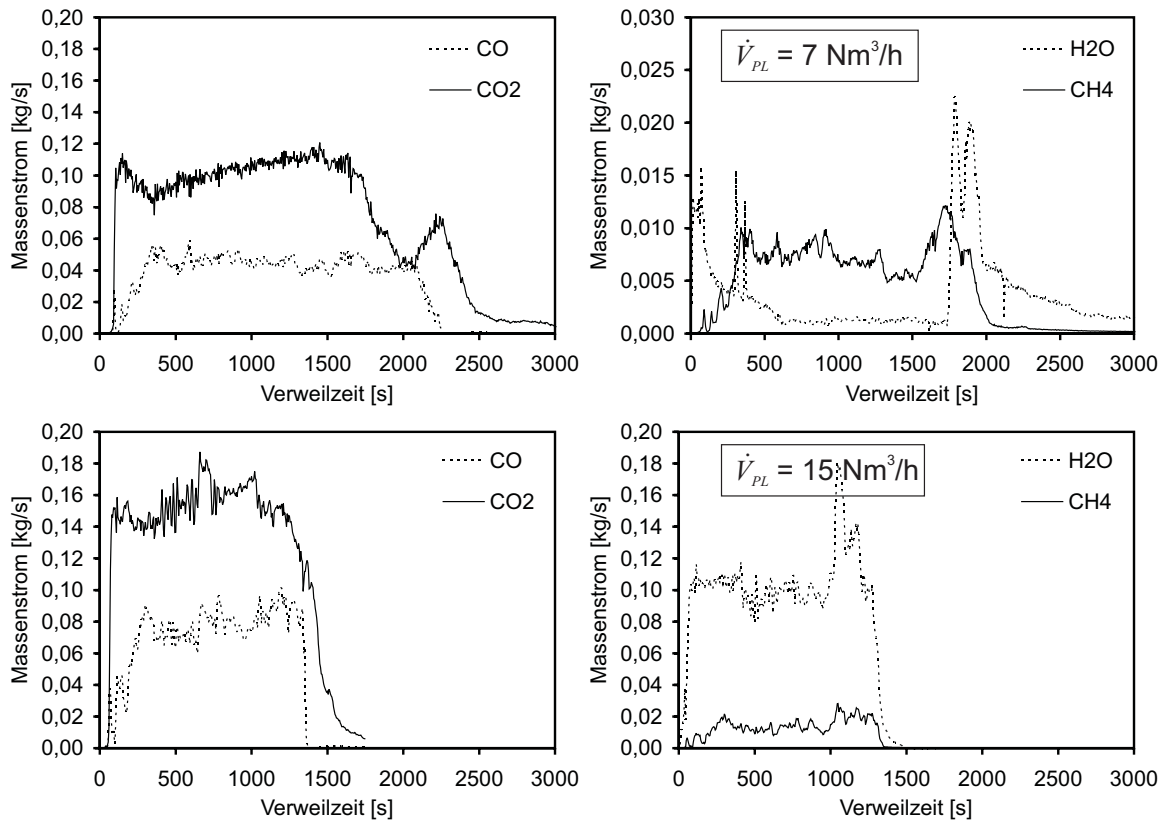 Massenstrom [kg/s]
0,20
0,18
0,16
0,14
0,12
0,10
0,08
0,06
0,04
0,02
0,00
0 500 1000 1500 2000 2500 3000
Verweilzeit [s]
CO
CO2
Massenstrom [kg/s]
0,030
0,025
0,020
0,015
0,010
0,005
0,000
0 500 1000 1500 2000 2500 3000
Verweilzeit [s]
V̇PL = 7 Nm³/h
H2O
CH4
Massenstrom [kg/s]
0,20
0,18
0,16
0,14
0,12
0,10
0,08
0,06
0,04
0,02
0,00
0 500 1000 1500 2000 2500 3000
Verweilzeit [s]
CO
CO2
Massenstrom [kg/s]
0,20
0,18
0,16
0,14
0,12
0,10
0,08
0,06
0,04
0,02
0,00
0 500 1000 1500 2000 2500 3000
Verweilzeit [s]
V̇PL = 15 Nm³/h
H2O
CH4